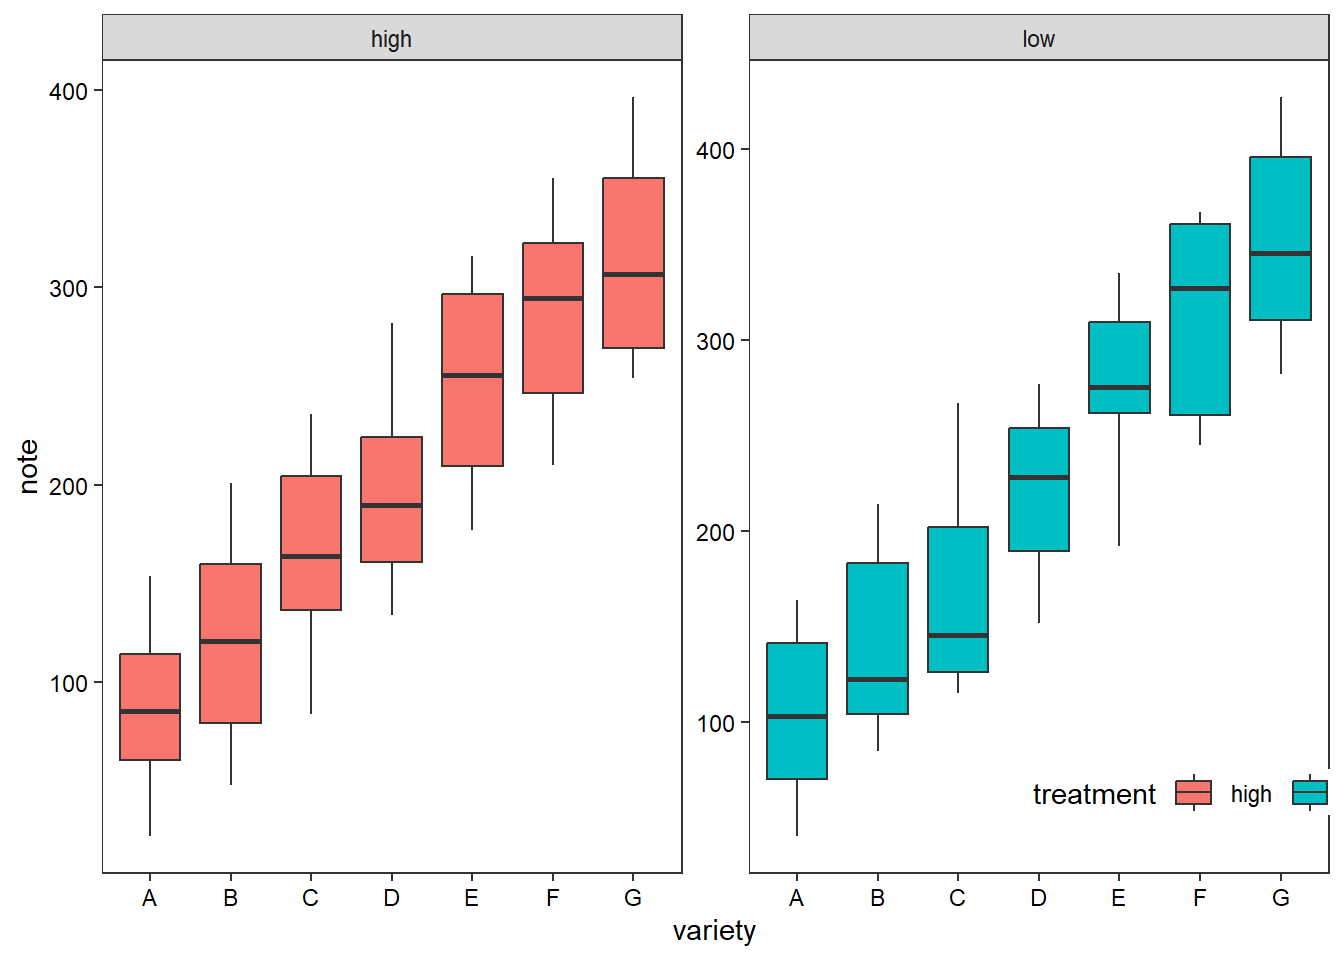 high
low
400
300
200
100
400
300
200
100
note
treatment high
A B C D E F G
A B C D E F G
variety